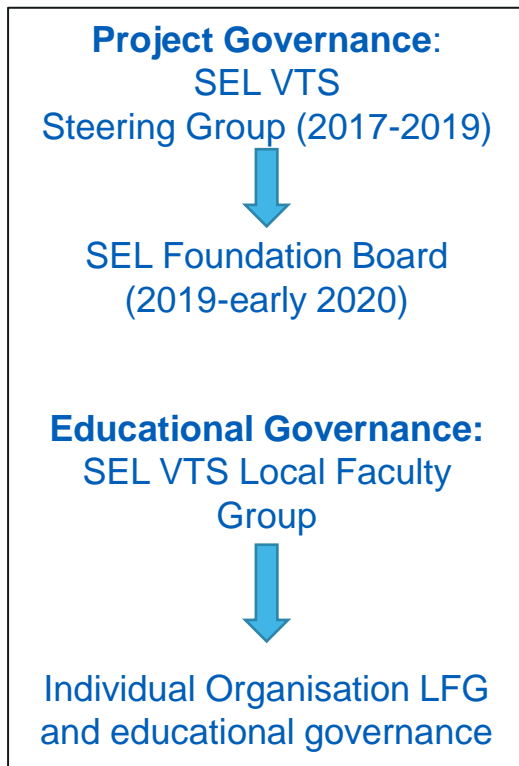 Project Governance:
SEL VTS
Steering Group (2017-2019)
SEL Foundation Board
(2019-early 2020)
Educational Governance:
SEL VTS Local Faculty
Group
Individual Organisation LFG
and educational governance